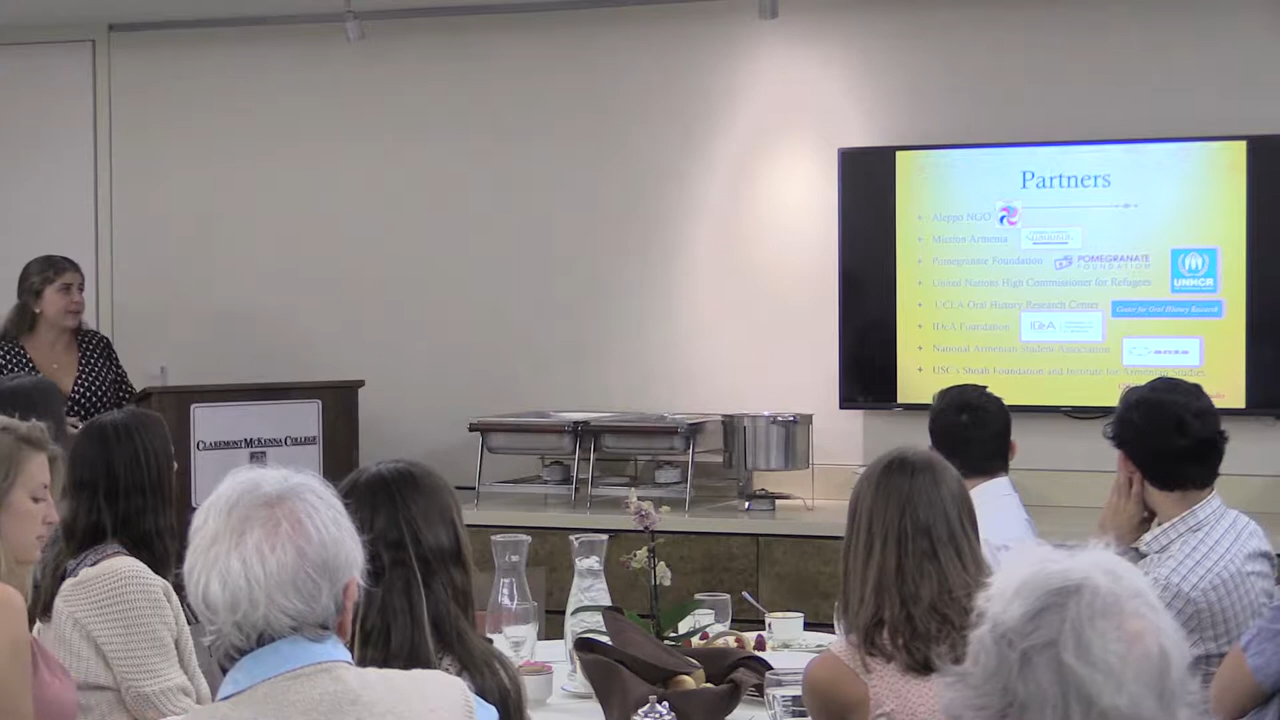 Partners
Aleppo NGO
Mission Armenia
Pomegranate Foundation
POMEGRANATE
FOUNDATION
United Nations High Commissioner for Refugees
UNHCR
UCLA Oral History Research Center
Center for Oral History Research
IDeA Foundation
IDeA
National Armenian Student Association
USC's Shoah Foundation and Institute for Armenian Studies
CLAREMONT MCKENNA COLLEGE